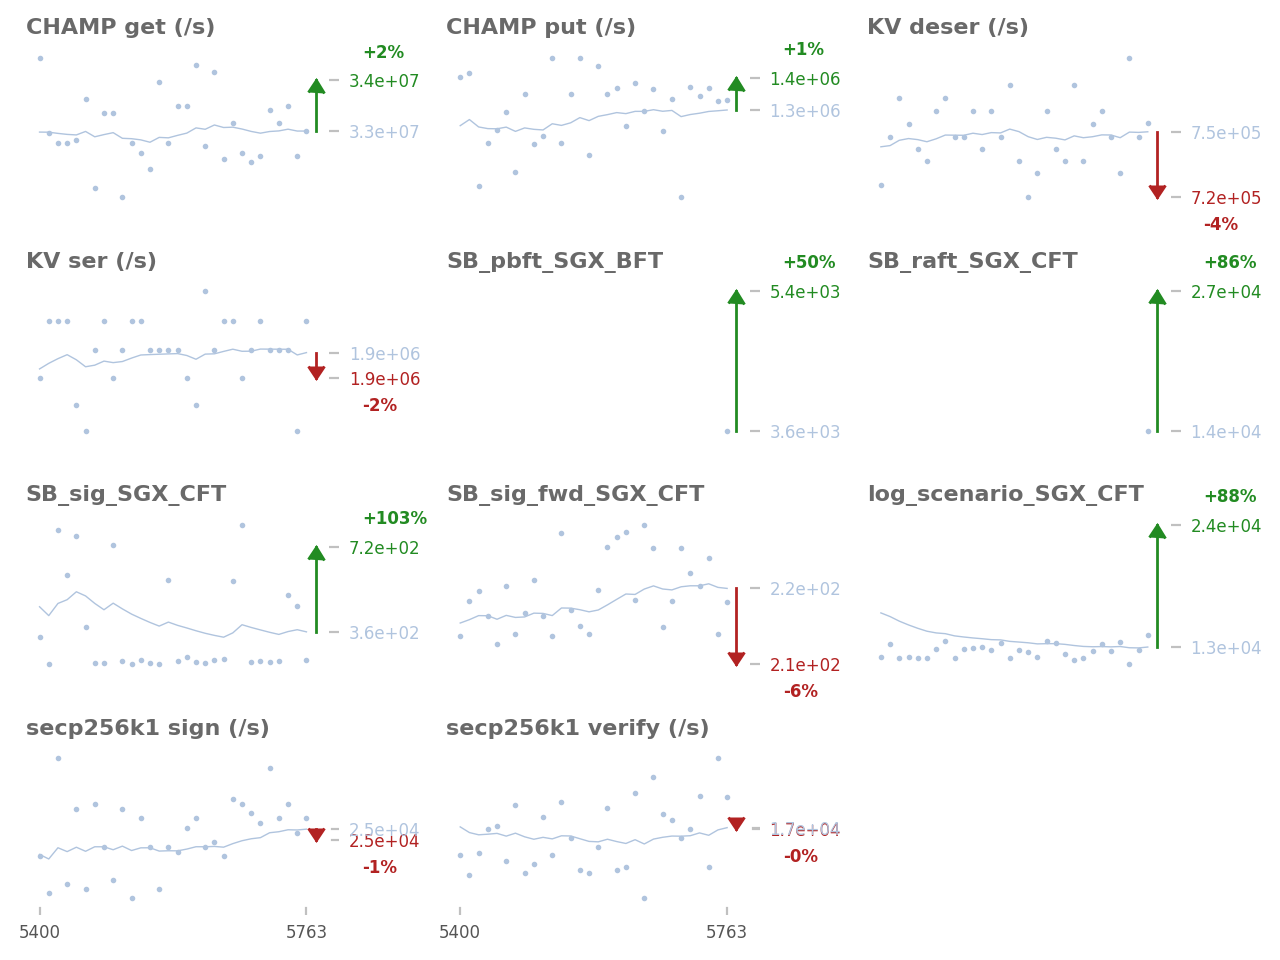 CHAMP get (/s)
+2%
3.4e+07
3.3e+07
CHAMP put (/s)
+1%
1.4e+06
1.3e+06
KV deser (/s)
7.5e+05
7.2e+05
-4%
KV ser (/s)
1.9e+06
1.9e+06
-2%
SB_pbft_SGX_BFT
+50%
5.4e+03
3.6e+03
SB_raft_SGX_CFT
+86%
2.7e+04
1.4e+04
SB_sig_SGX_CFT
+103%
7.2e+02
3.6e+02
SB_sig_fwd_SGX_CFT
2.2e+02
2.1e+02
-6%
log_scenario_SGX_CFT
+88%
2.4e+04
1.3e+04
secp256k1 sign (/s)
2.5e+04
2.5e+04
-1%
5400
5763
secp256k1 verify (/s)
1.7e+04
-0%
5400
5763